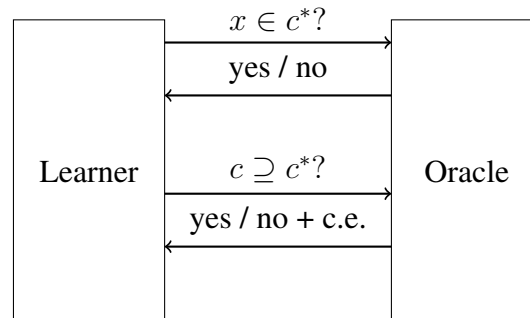 x ∈ c*?
yes / no
Learner
Oracle
c ⊇ c*?
yes / no + c.e.